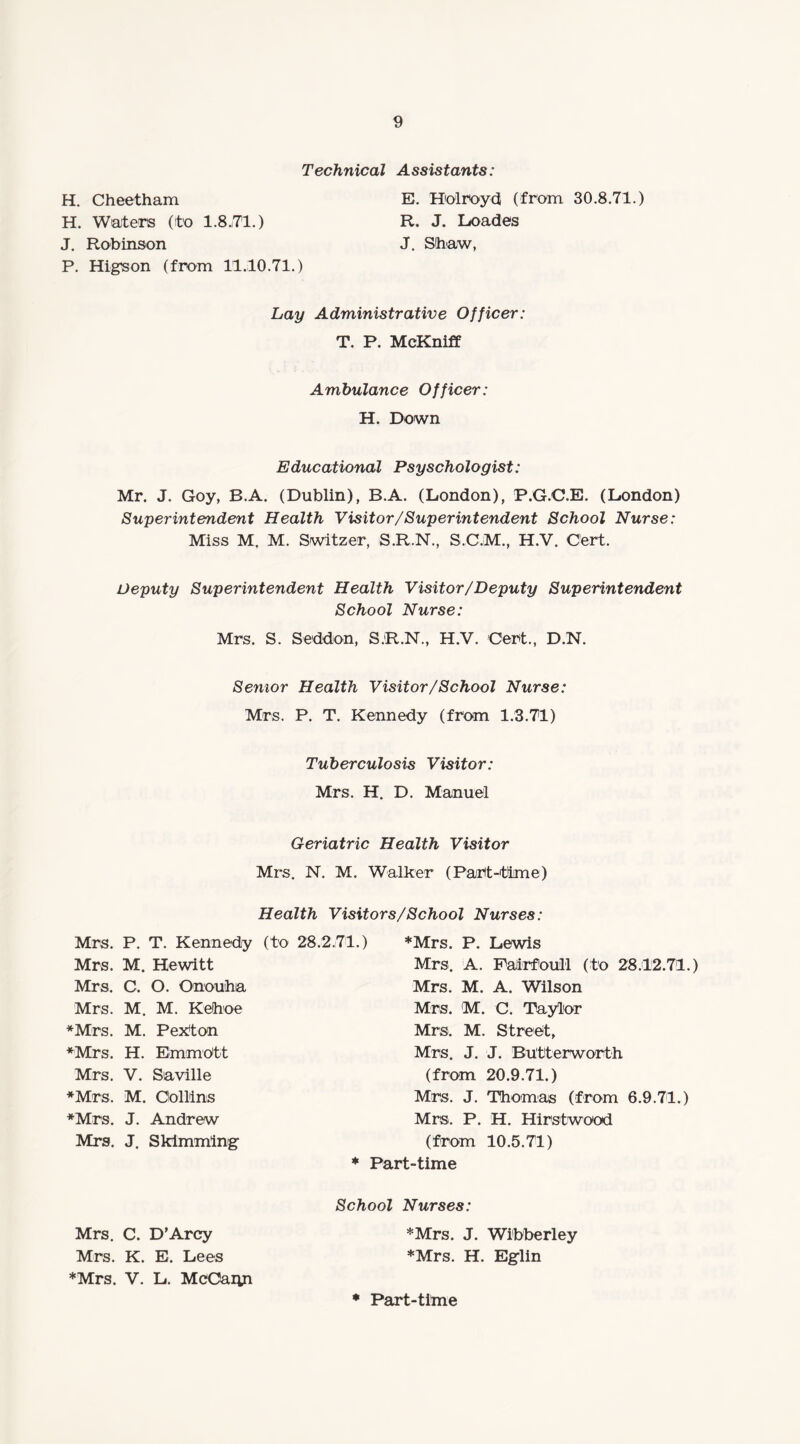 9
Technical Assistants:
H. Cheetham
H. Waters (to 1.8.71.)
J. Robinson
P. Higson (from 11.10.71.)
E. Holroyd (from 30.8.71.)
R. J. Loades
J. Shaw,
Lay Administrative Officer:
T. P. McKniff
Ambulance Officer:
H. Down
Educational Psyschologist:
Mr. J. Goy, B.A. (Dublin), B.A. (London), P.G.C.E. (London)
Superintendent Health Visitor/Superintendent School Nurse:
Miss M. M. Switzer, S.R.N., S.C.M., H.V. Cert.
Deputy Superintendent Health Visitor/Deputy Superintendent
School Nurse:
Mrs. S. Seddon, S.R.N., H.V. Cert., D.N.
Senior Health Visitor/School Nurse:
Mrs. P. T. Kennedy (from 1.3.71)
Tuberculosis Visitor:
Mrs. H. D. Manuel
Geriatric Health Visitor
Mrs. N. M. Walker (Part-time)
Health Visitors/School Nurses:
Mrs. P. T. Kennedy (to 28.2.71.)
Mrs. M. Hewitt
Mrs. C. O. Onouha
Mrs. M. M. Kehoe
*Mrs. M. Pexton
*Mrs. H. Emmott
Mrs. V. Saville
*Mrs. M. Collins
*Mrs. J. Andrew
Mrs. J. Skimming
*Mrs. P. Lewis
Mrs. A. Fairfoull (to 28.12.71.)
Mrs. M. A. Wilson
Mrs. M. C. Taylor
Mrs. M. Street,
Mrs. J. J. Butterworth
(from 20.9.71.)
Mrs. J. Thomas (from 6.9.71.)
Mrs. P. H. Hirstwood
(from 10.5.71)
* Part-time
School Nurses:
Mrs. C. D'Arcy
Mrs. K. E. Lees
*Mrs. V. L. McCann
*Mrs. J. Wibberley
*Mrs. H. Eglin
* Part-time